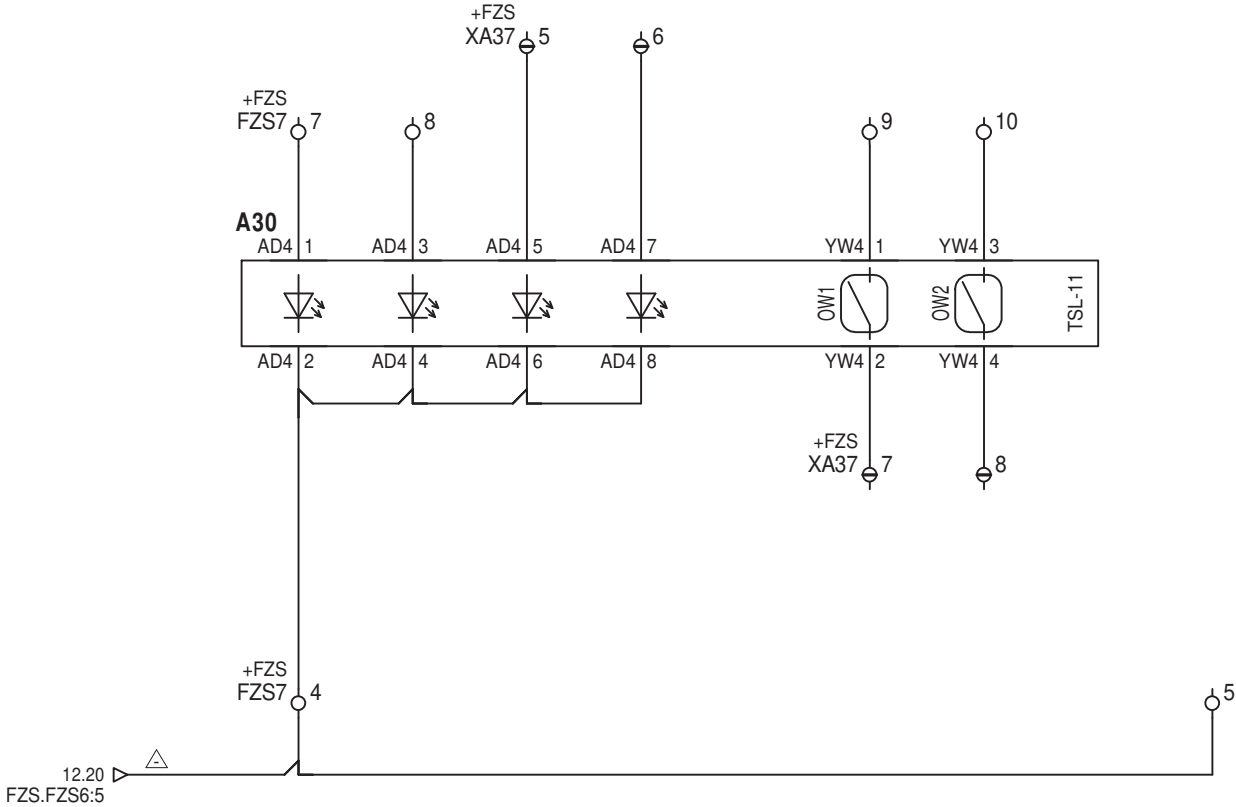 +FZS
XA37 5
6
+FZS
FZS7 7
8
9
10
A30
AD4 1
AD4 3
AD4 5
AD4 7
YW4 1
YW4 3
OW1
OW2
TSL-11
AD4 2
AD4 4
AD4 6
AD4 8
YW4 2
YW4 4
+FZS
XA37 7
8
+FZS
FZS7 4
5
-
12.20
FZS.FZS6:5